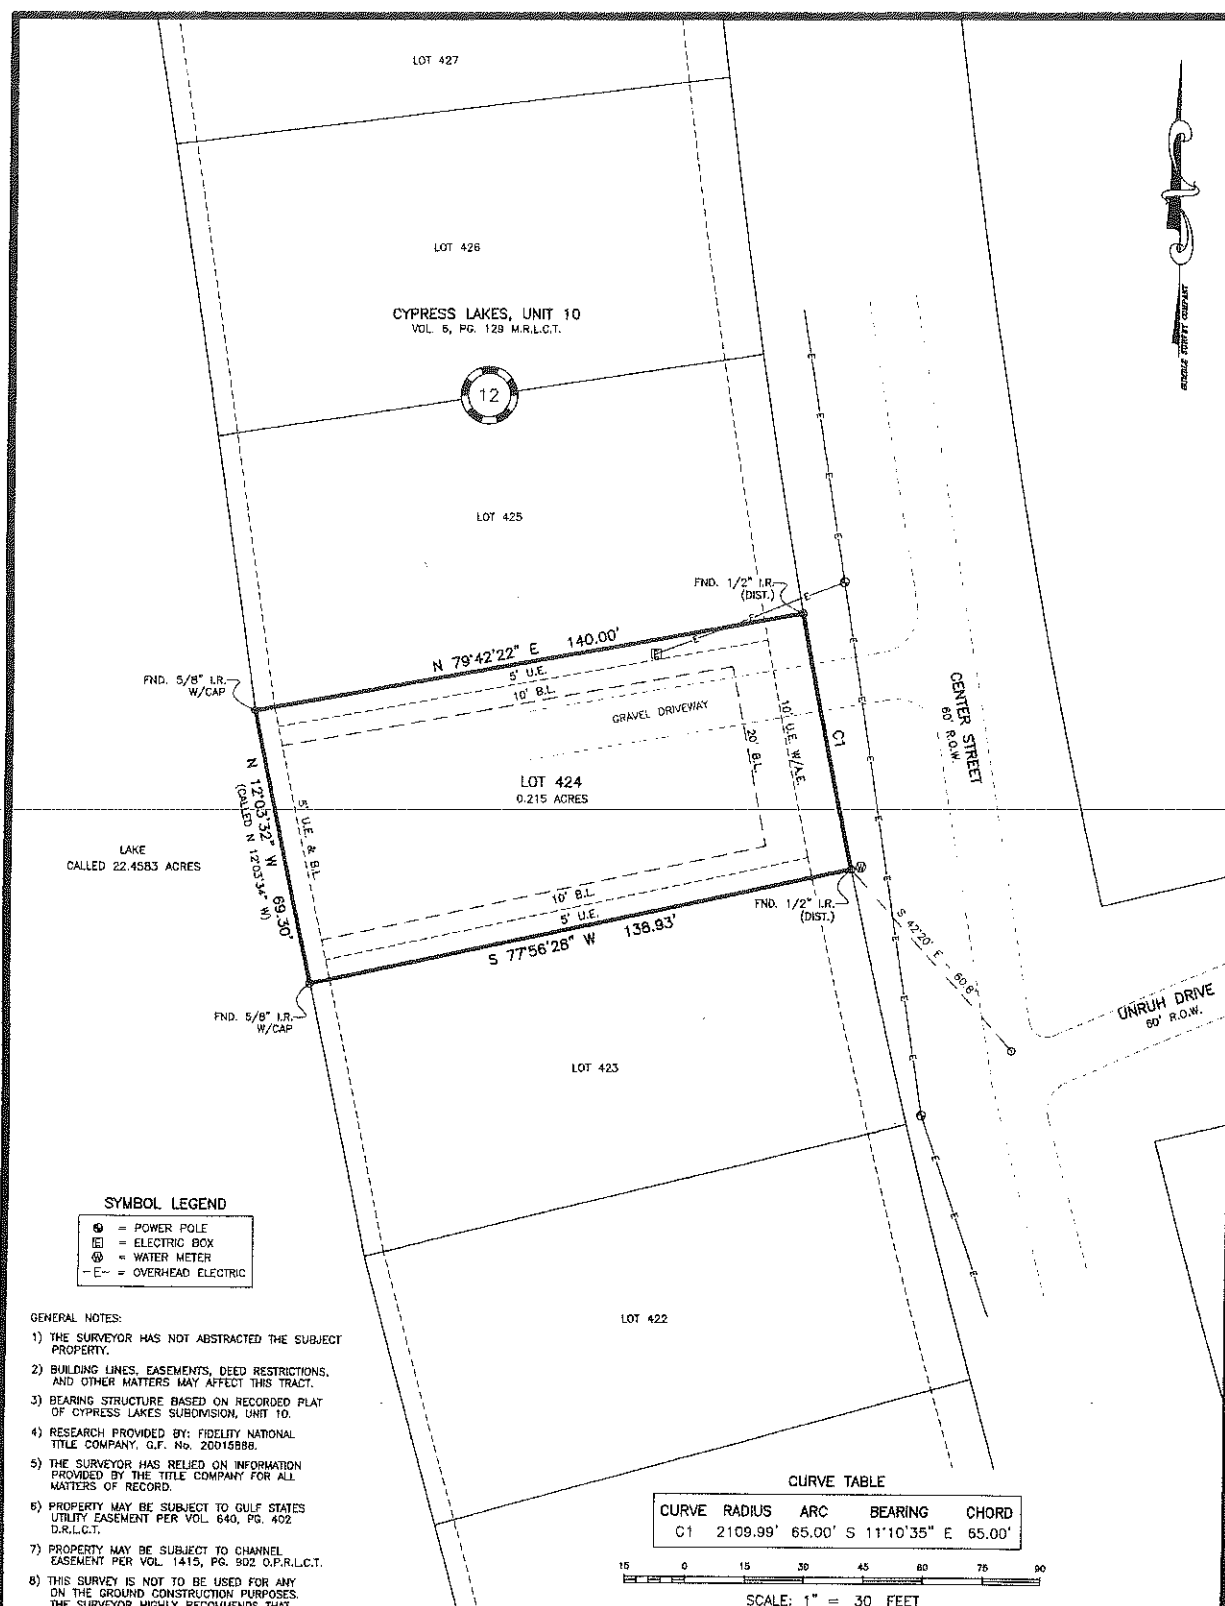 LOT 427
LOT 426
CYPRESS LAKES, UNIT 10
VOL. 5, PG. 129 M.R.L.C.T.
12
LOT 425
FND. 1/2" I.R.
(DIST.)
N 79°42'22" E 140.00'
5' U.E.
10' B.L.
FND. 5/8" I.R.
W/CAP
GRAVEL DRIVEWAY
10' U.E. W/A.E.
20' B.L.
C1
CENTER STREET
60' R.O.W.
LOT 424
0.215 ACRES
N 12°03'32" W 69.30'
(CALLED N 12°03'34" W)
5' U.E. & B.L.
LAKE
CALLED 22.4583 ACRES
10' B.L.
5' U.E.
S 77°56'28" W 138.93'
FND. 1/2" I.R.
(DIST.)
S 42°20' E - 60.8'
UNRUH DRIVE
60' R.O.W.
FND. 5/8" I.R.
W/CAP
LOT 423
LOT 422
SYMBOL LEGEND
= POWER POLE
E = ELECTRIC BOX
W = WATER METER
-E- = OVERHEAD ELECTRIC
GENERAL NOTES:
1) THE SURVEYOR HAS NOT ABSTRACTED THE SUBJECT
PROPERTY.
2) BUILDING LINES, EASEMENTS, DEED RESTRICTIONS,
AND OTHER MATTERS MAY AFFECT THIS TRACT.
3) BEARING STRUCTURE BASED ON RECORDED PLAT
OF CYPRESS LAKES SUBDIVISION, UNIT 10.
4) RESEARCH PROVIDED BY: FIDELITY NATIONAL
TITLE COMPANY, G.F. No. 20015888.
5) THE SURVEYOR HAS RELIED ON INFORMATION
PROVIDED BY THE TITLE COMPANY FOR ALL
MATTERS OF RECORD.
6) PROPERTY MAY BE SUBJECT TO GULF STATES
UTILITY EASEMENT PER VOL. 640, PG. 402
D.R.L.C.T.
7) PROPERTY MAY BE SUBJECT TO CHANNEL
EASEMENT PER VOL. 1415, PG. 902 O.P.R.L.C.T.
8) THIS SURVEY IS NOT TO BE USED FOR ANY
ON THE GROUND CONSTRUCTION PURPOSES.
THE SURVEYOR HIGHLY RECOMMENDS THAT
CURVE TABLE
CURVE RADIUS ARC BEARING CHORD
C1 2109.99' 65.00' S 11°10'35" E 65.00'
15 0 15 30 45 60 75 90
SCALE: 1" = 30 FEET
SURVEY COMPANY